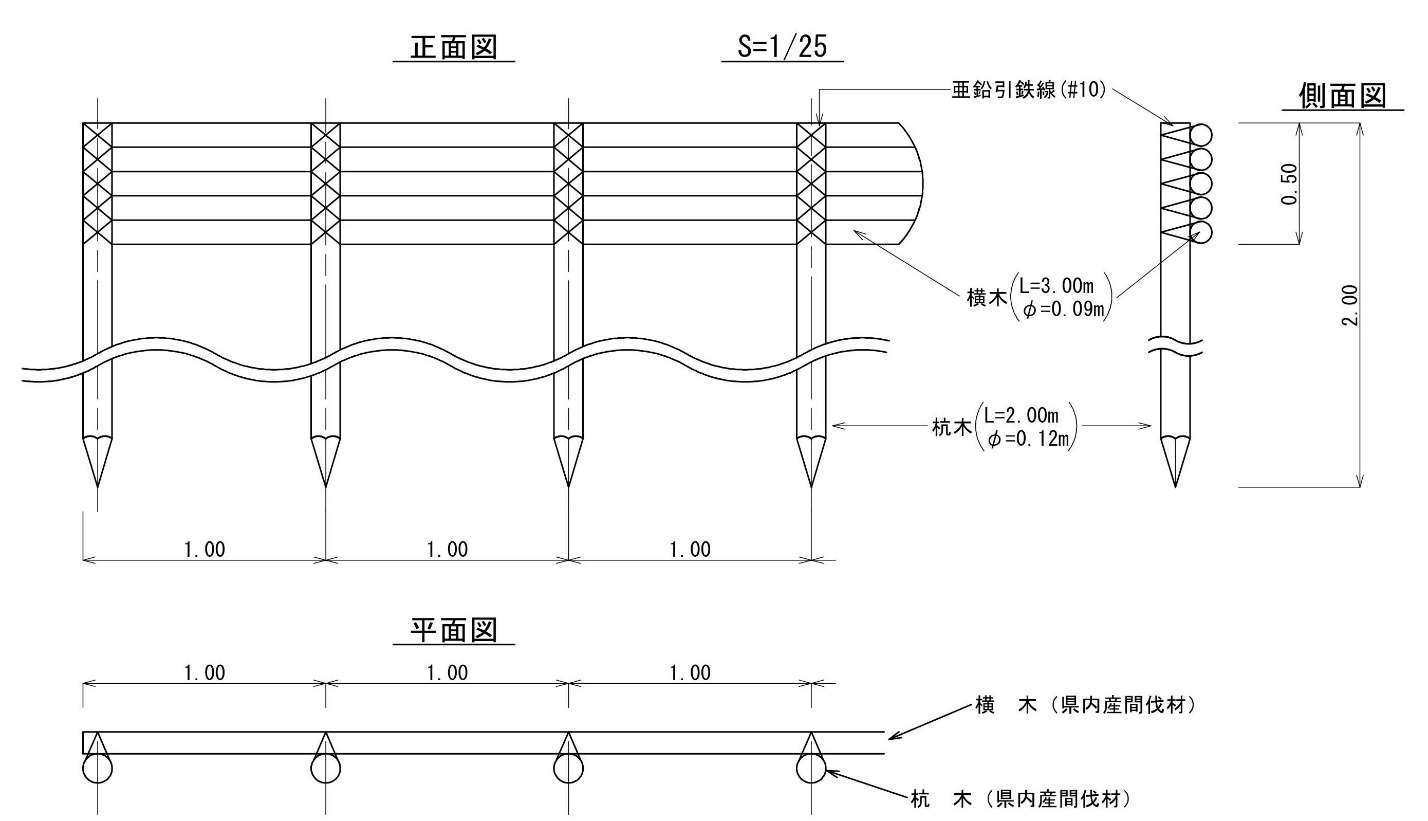 正面図
S=1/25
亜鉛引鉄線(#10)
側面図
0.50
2.00
横木(L=3.00m
φ=0.09m)
杭木(L=2.00m
φ=0.12m)
1.00
1.00
1.00
平面図
1.00
1.00
1.00
横　木（県内産間伐材）
杭　木（県内産間伐材）